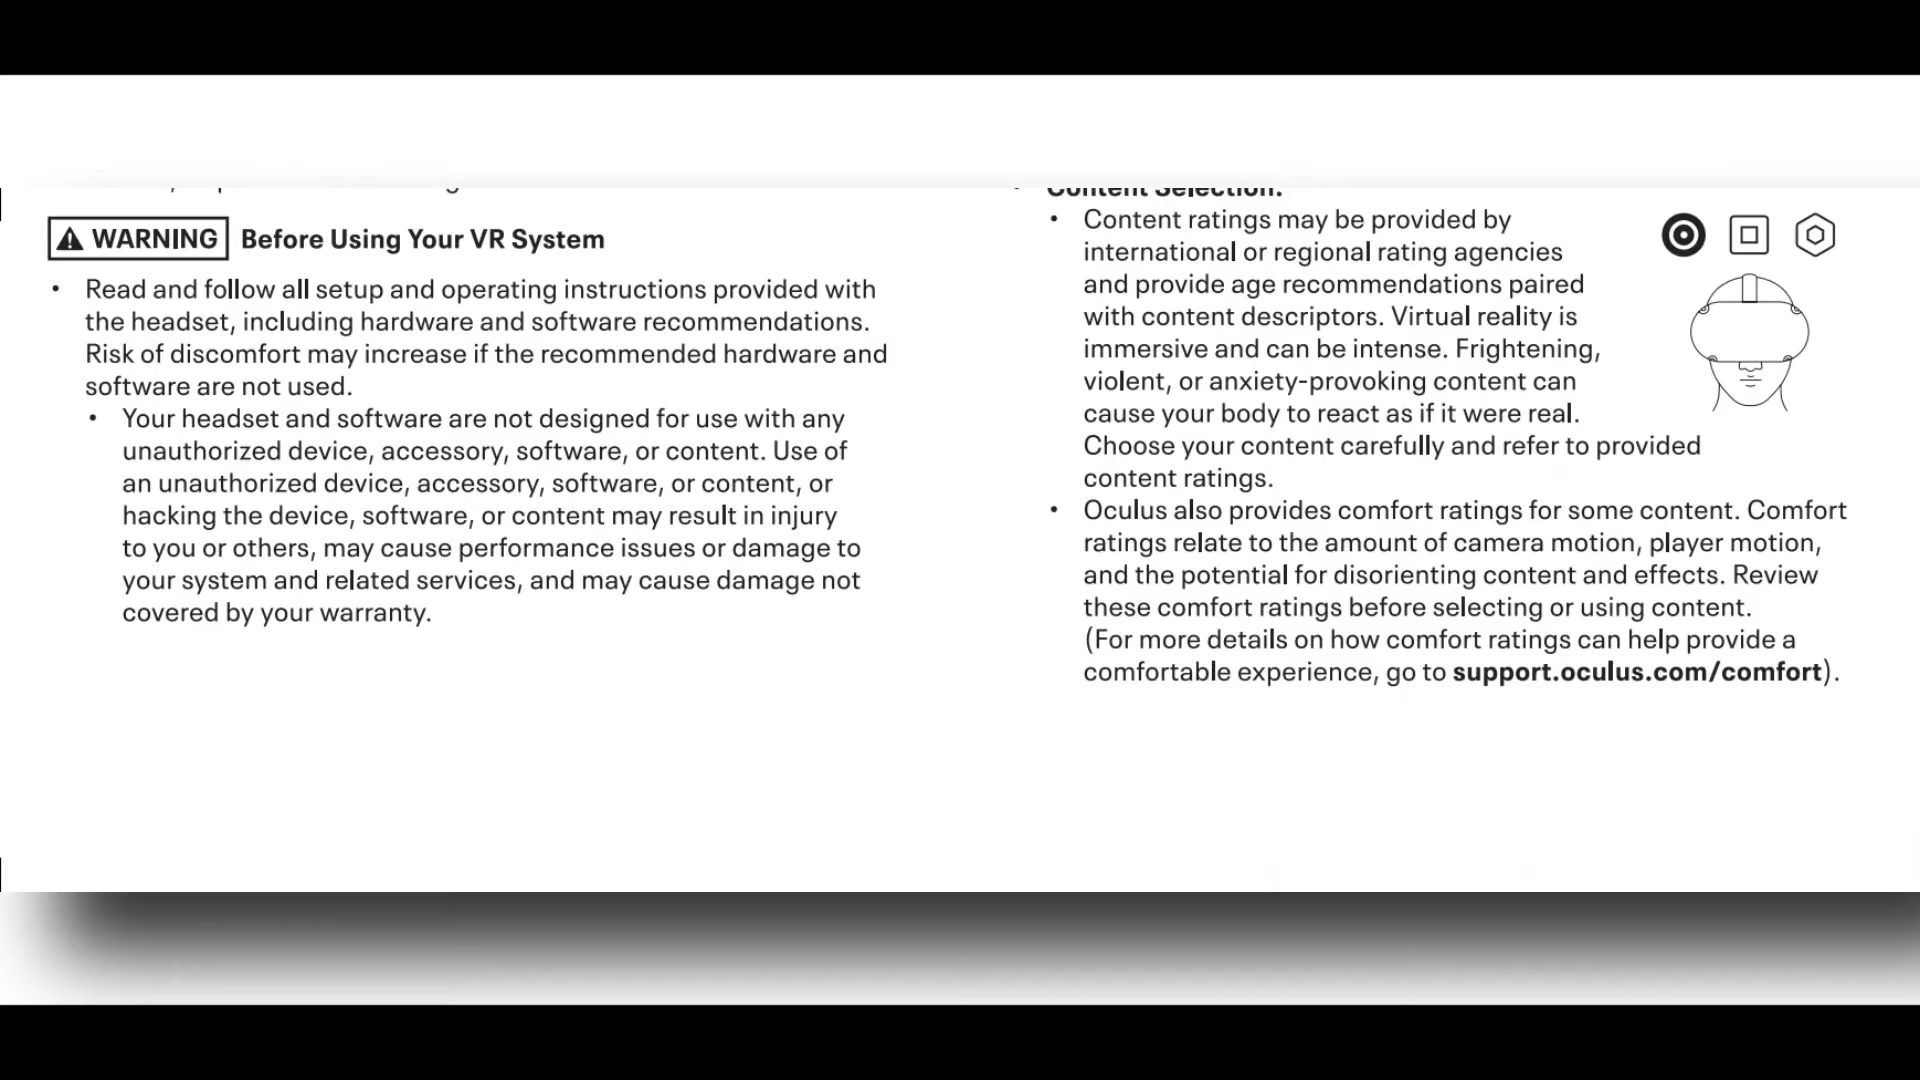 WARNING Before Using Your VR System
• Read and follow all setup and operating instructions provided with
the headset, including hardware and software recommendations.
Risk of discomfort may increase if the recommended hardware and
software are not used.
• Your headset and software are not designed for use with any
unauthorized device, accessory, software, or content. Use of
an unauthorized device, accessory, software, or content, or
hacking the device, software, or content may result in injury
to you or others, may cause performance issues or damage to
your system and related services, and may cause damage not
covered by your warranty.
Content Selection:
• Content ratings may be provided by
international or regional rating agencies
and provide age recommendations paired
with content descriptors. Virtual reality is
immersive and can be intense. Frightening,
violent, or anxiety-provoking content can
cause your body to react as if it were real.
Choose your content carefully and refer to provided
content ratings.
• Oculus also provides comfort ratings for some content. Comfort
ratings relate to the amount of camera motion, player motion,
and the potential for disorienting content and effects. Review
these comfort ratings before selecting or using content.
(For more details on how comfort ratings can help provide a
comfortable experience, go to support.oculus.com/comfort).